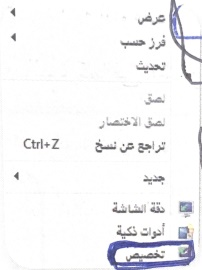 عرض
فرز حسب
تحديث
لصق
لصق الاختصار
تراجع عن نسخ Ctrl+Z
جديد
دقة الشاشة
أدوات ذكية
تخصيص